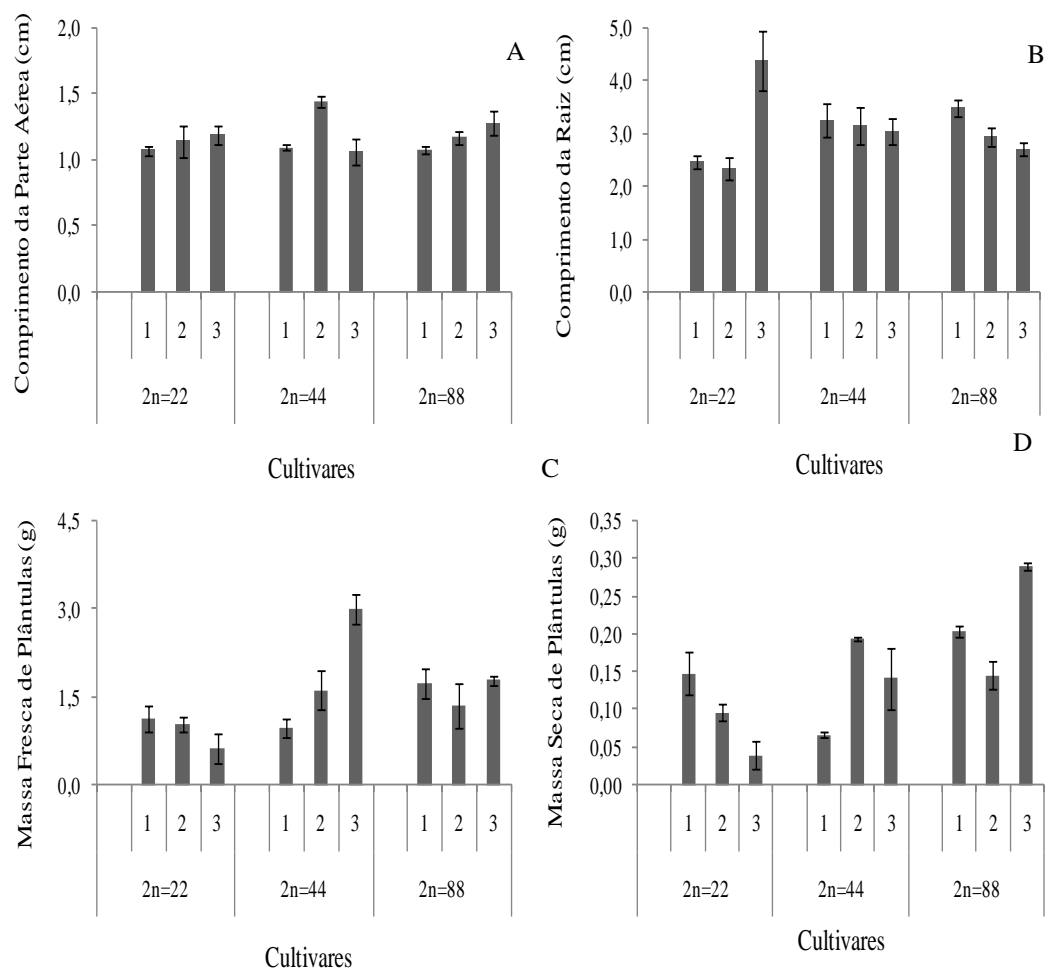 A
Comprimento da Parte Aérea (cm)
2,0
1,5
1,0
0,5
0,0
1 2 3 1 2 3 1 2 3
2n=22 2n=44 2n=88
Cultivares
B
Comprimento da Raiz (cm)
5,0
4,0
3,0
2,0
1,0
0,0
1 2 3 1 2 3 1 2 3
2n=22 2n=44 2n=88
Cultivares
C
Massa Fresca de Plântulas (g)
4,5
3,0
1,5
0,0
1 2 3 1 2 3 1 2 3
2n=22 2n=44 2n=88
Cultivares
D
Massa Seca de Plântulas (g)
0,35
0,30
0,25
0,20
0,15
0,10
0,05
0,00
1 2 3 1 2 3 1 2 3
2n=22 2n=44 2n=88
Cultivares